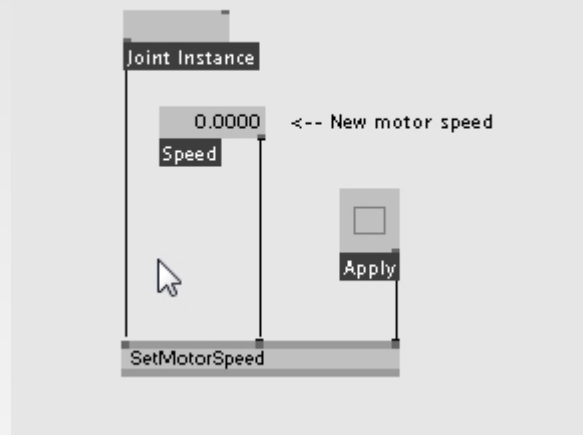 Joint Instance
0.0000 <-- New motor speed
Speed
Apply
SetMotorSpeed